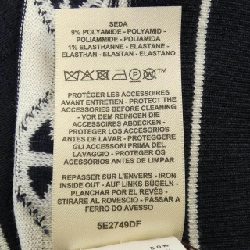 SEDA
9% POLYAMIDE - POLYAMID -
POLIAMMIDE - POLIAMIDA
1% ELASTHANNE - ELASTAN -
ELASTANE - ELASTANO
PROTÉGER LES ACCESSOIRES
AVANT ENTRETIEN - PROTECT THE
ACCESSORIES BEFORE CLEANING
- VOR DEM REINIGEN DIE
ACCESSOIRES ABDECKEN -
PROTEGER LOS ACCESORIOS
ANTES DE LAVAR - PROTEGGERE
GLI ACCESSORI PRIMA DEL
LAVAGGIO - PROTEGER OS
ACESSÓRIOS ANTES DE LIMPAR
REPASSER SUR L'ENVERS - IRON
INSIDE OUT - AUF LINKS BÜGELN -
PLANCHAR POR EL REVÉS -
STIRARE AL ROVESCIO - PASSAR A
FERRO DO AVESSO
5E2749DF